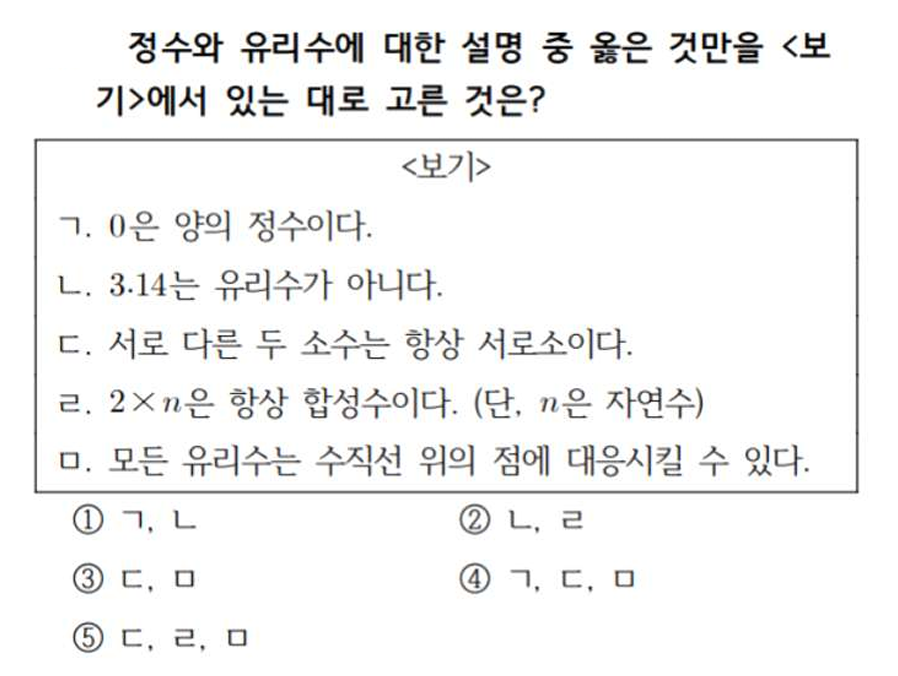 정수와 유리수에 대한 설명 중 옳은 것만을 <보
기>에서 있는 대로 고른 것은?
<보기>
ㄱ. 0은 양의 정수이다.
ㄴ. 3.14는 유리수가 아니다.
ㄷ. 서로 다른 두 소수는 항상 서로소이다.
ㄹ. 2×n은 항상 합성수이다. (단, n은 자연수)
ㅁ. 모든 유리수는 수직선 위의 점에 대응시킬 수 있다.
① ㄱ, ㄴ ② ㄴ, ㄹ
③ ㄷ, ㅁ ④ ㄱ, ㄷ, ㅁ
⑤ ㄷ, ㄹ, ㅁ